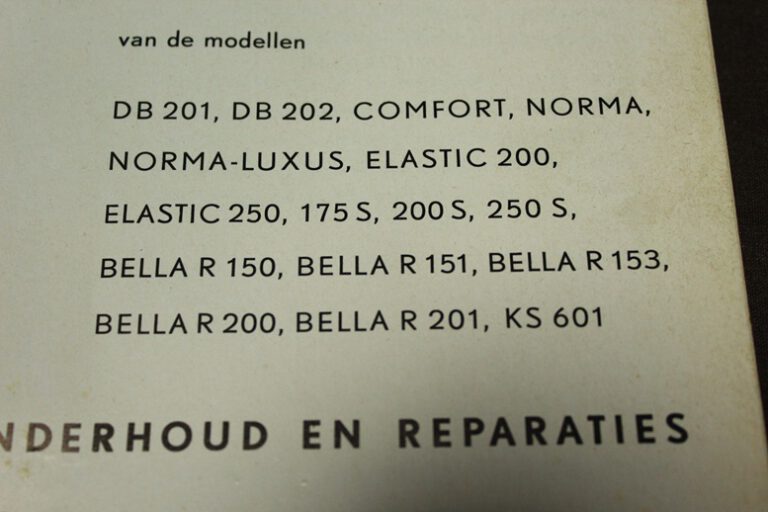 van de modellen
DB 201, DB 202, COMFORT, NORMA,
NORMA-LUXUS, ELASTIC 200,
ELASTIC 250, 175 S, 200 S, 250 S,
BELLA R 150, BELLA R 151, BELLA R 153,
BELLA R 200, BELLA R 201, KS 601
NDERHOUD EN REPARATIES